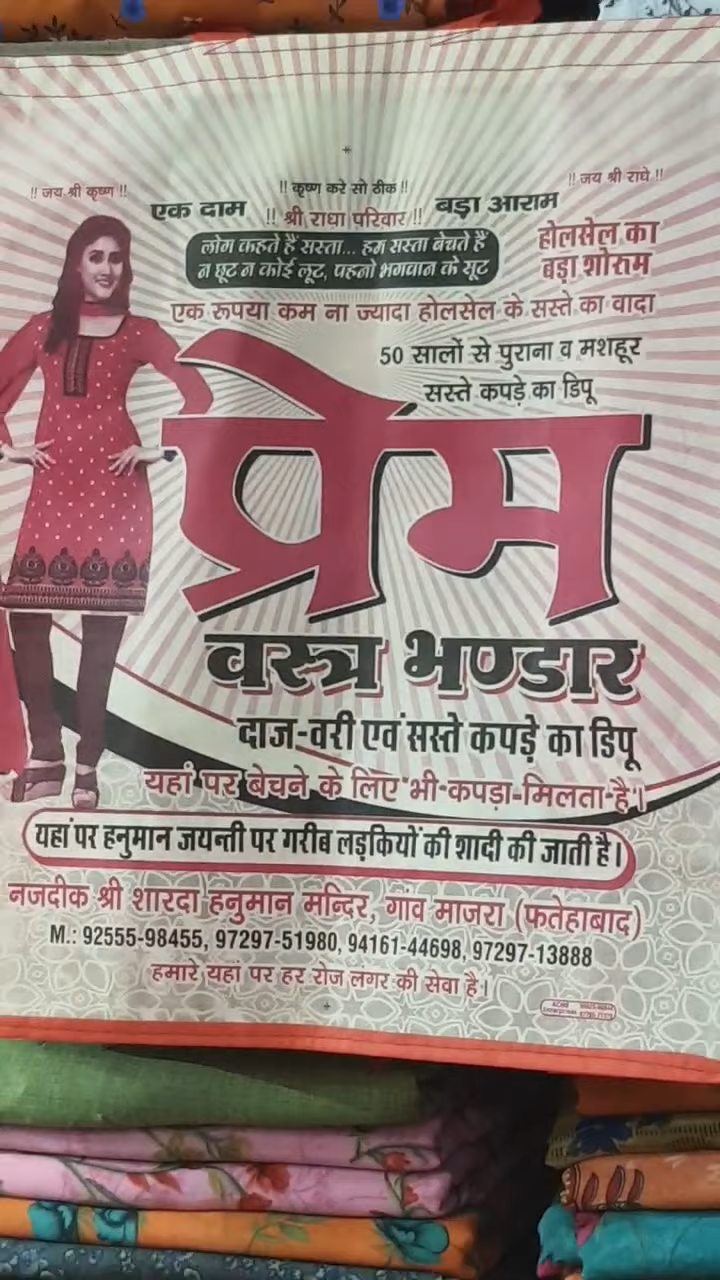 !! जय श्री कृष्ण !!
!! कृष्ण करे सो ठीक !!
!! जय श्री राधे !!
एक दाम
!! श्री राधा परिवार !!
बड़ा आराम
लोग कहते हैं सस्ता... हम सस्ता बेचते हैं
न छूट न कोई लूट, पहनो भगवान के सूट
होलसेल का
बड़ा शोरूम
एक रूपया कम ना ज्यादा होलसेल के सस्ते का वादा
50 सालों से पुराना व मशहूर
सस्ते कपड़े का डिपू
प्रेम
वस्त्र भण्डार
दाज-वरी एवं सस्ते कपड़े का डिपू
यहां पर बेचने के लिए भी कपड़ा मिलता है।
यहां पर हनुमान जयन्ती पर गरीब लड़कियों की शादी की जाती है।
नजदीक श्री शारदा हनुमान मन्दिर, गांव माजरा (फतेहाबाद)
M.: 92555-98455, 97297-51980, 94161-44698, 97297-13888
हमारे यहां पर हर रोज लंगर की सेवा है।